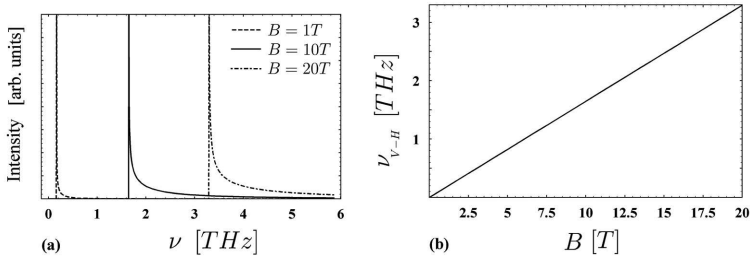 Intensity [arb. units]
B = 1T
B = 10T
B = 20T
0 1 2 3 4 5 6
(a)
ν [THz]
ν_{V−H} [THz]
3
2
1
2.5 5 7.5 10 12.5 15 17.5 20
(b)
B [T]